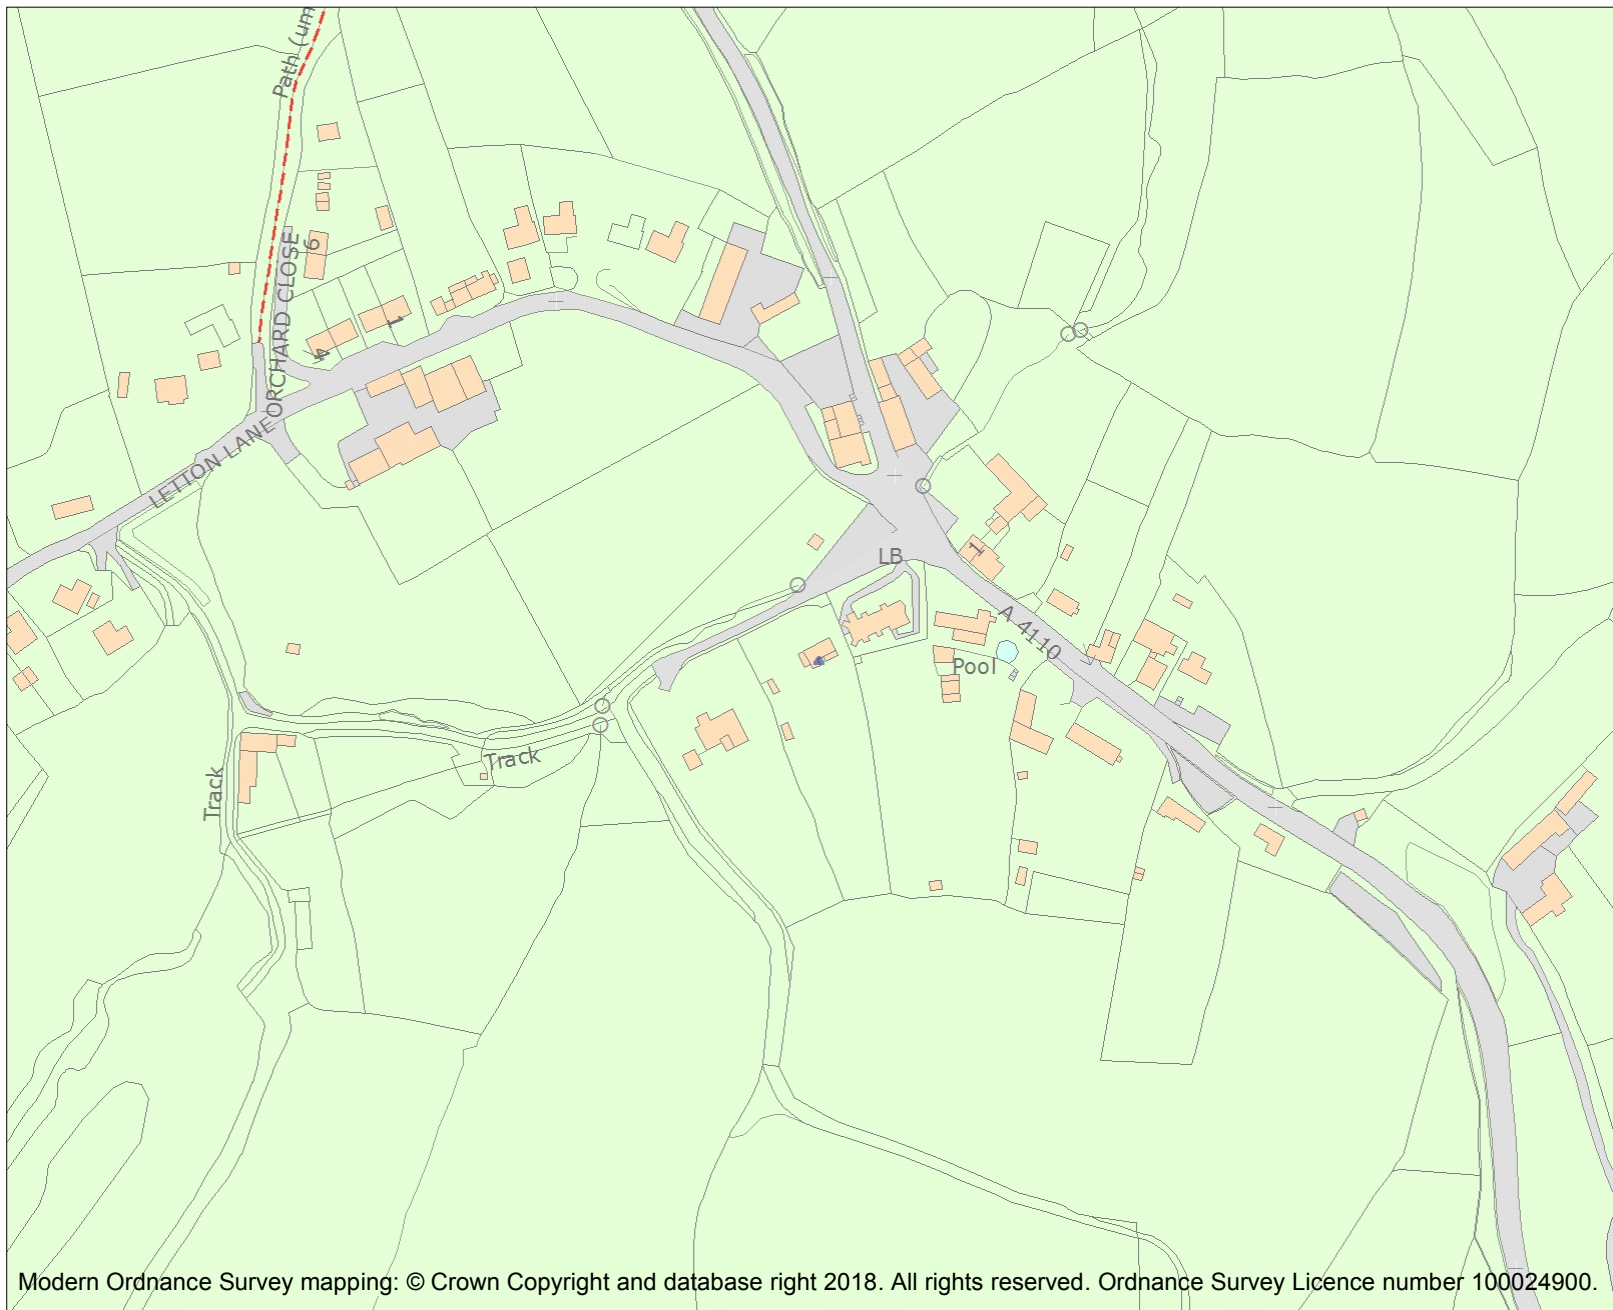 Path (um
ORCHARD CLOSE
6
1
4
LETTON LANE
LB
1
A 4110
Pool
Track
Track
Modern Ordnance Survey mapping: © Crown Copyright and database right 2018. All rights reserved. Ordnance Survey Licence number 100024900.